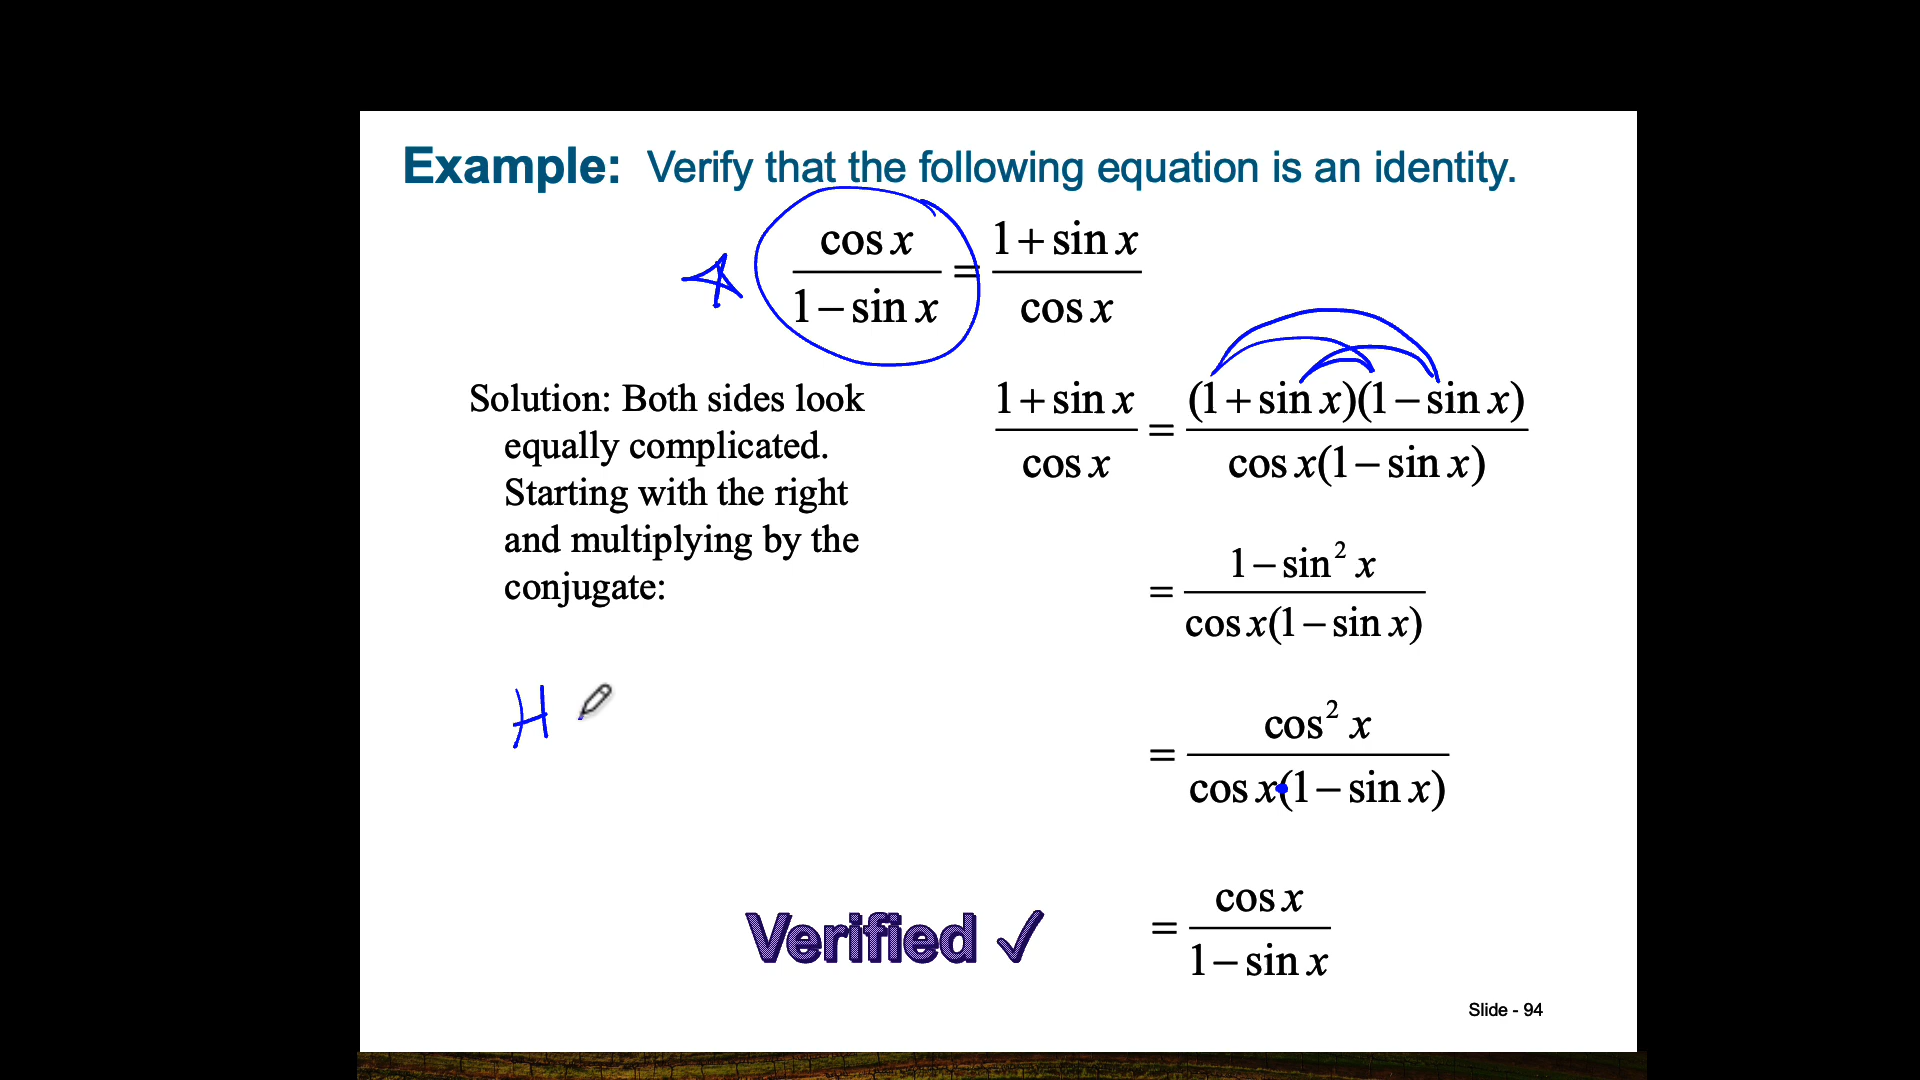 Example: Verify that the following equation is an identity.
cos x / 1 − sin x = 1 + sin x / cos x
Solution: Both sides look
equally complicated.
Starting with the right
and multiplying by the
conjugate:
1 + sin x / cos x = (1 + sin x)(1 − sin x) / cos x(1 − sin x)
= 1 − sin² x / cos x(1 − sin x)
H
= cos² x / cos x(1 − sin x)
= cos x / 1 − sin x
Verified ✓
Slide - 94